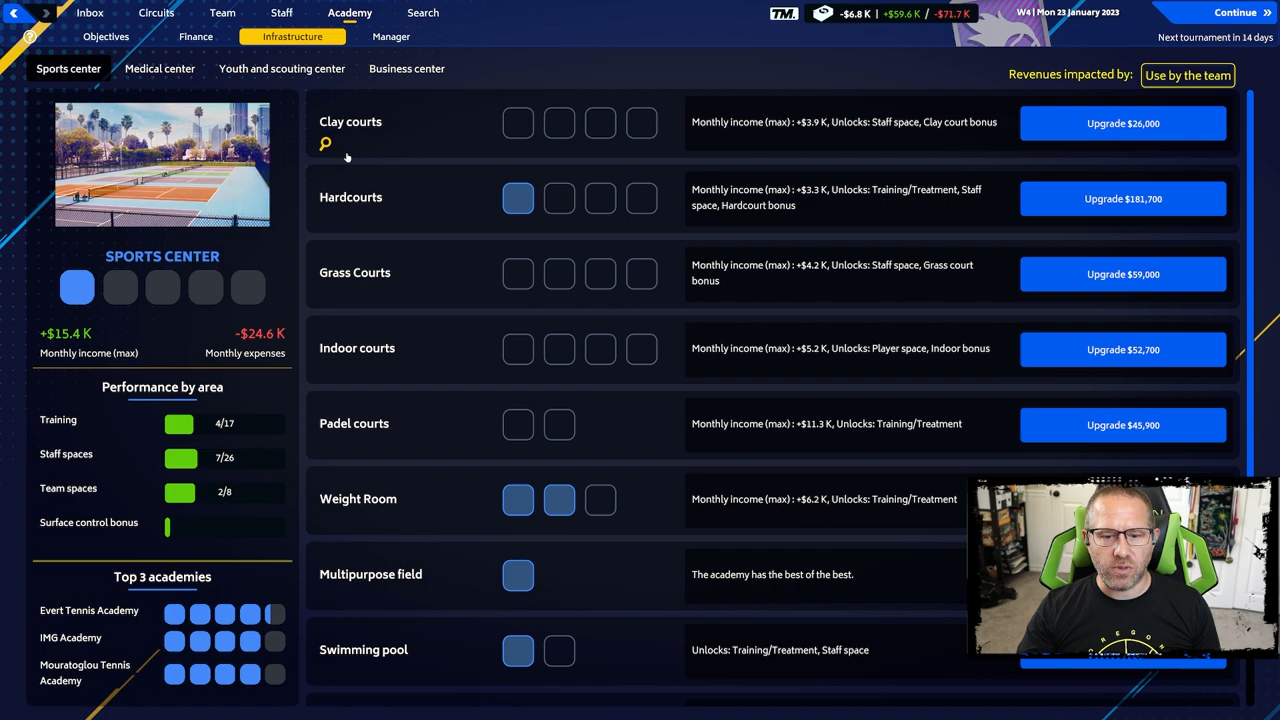 Inbox
Circuits
Team
Staff
Academy
Search
TM.
-$6.8 K | +$59.6 K / -$71.7 K
W4 | Mon 23 January 2023
Continue
Objectives
Finance
Infrastructure
Manager
Next tournament in 14 days
Sports center
Medical center
Youth and scouting center
Business center
Revenues impacted by:
Use by the team
SPORTS CENTER
+$15.4 K
-$24.6 K
Monthly income (max)
Monthly expenses
Performance by area
Training
4/17
Staff spaces
7/26
Team spaces
2/8
Surface control bonus
Top 3 academies
Evert Tennis Academy
IMG Academy
Mouratoglou Tennis
Academy
Clay courts
Monthly income (max) : +$3.9 K, Unlocks: Staff space, Clay court bonus
Upgrade $26,000
Hardcourts
Monthly income (max) : +$3.3 K, Unlocks: Training/Treatment, Staff
space, Hardcourt bonus
Upgrade $181,700
Grass Courts
Monthly income (max) : +$4.2 K, Unlocks: Staff space, Grass court
bonus
Upgrade $59,000
Indoor courts
Monthly income (max) : +$5.2 K, Unlocks: Player space, Indoor bonus
Upgrade $52,700
Padel courts
Monthly income (max) : +$11.3 K, Unlocks: Training/Treatment
Upgrade $45,900
Weight Room
Monthly income (max) : +$6.2 K, Unlocks: Training/Treatment
Multipurpose field
The academy has the best of the best.
Swimming pool
Unlocks: Training/Treatment, Staff space
OREGON